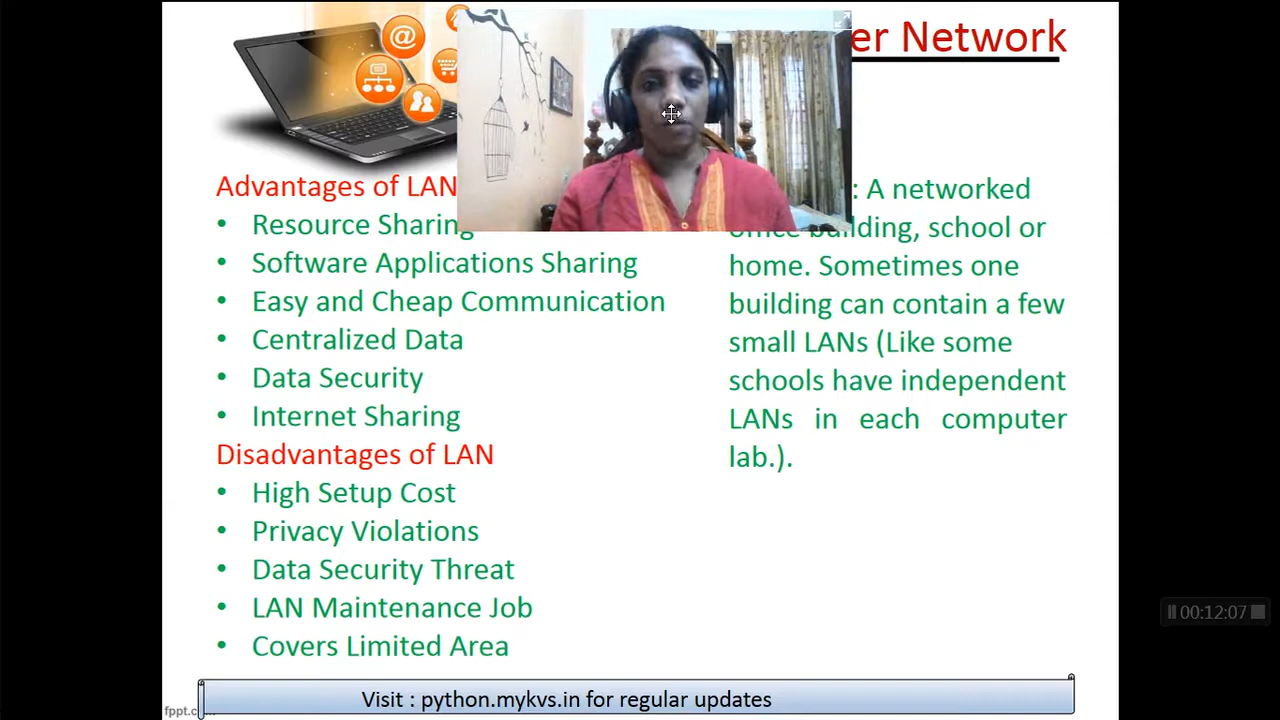 er Network
Advantages of LAN
• Resource Sharing
• Software Applications Sharing
• Easy and Cheap Communication
• Centralized Data
• Data Security
• Internet Sharing
Disadvantages of LAN
• High Setup Cost
• Privacy Violations
• Data Security Threat
• LAN Maintenance Job
• Covers Limited Area
: A networked
office building, school or
home. Sometimes one
building can contain a few
small LANs (Like some
schools have independent
LANs in each computer
lab.).
00:12:07
Visit : python.mykvs.in for regular updates